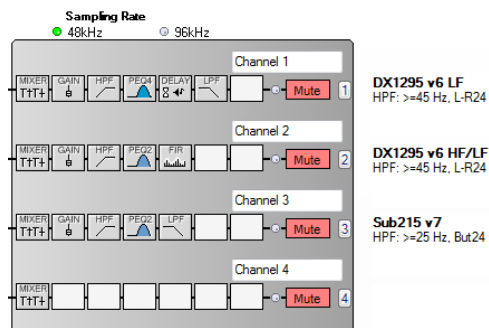 Sampling Rate
48kHz 96kHz
Channel 1
MIXER GAIN HPF PEQ4 DELAY LPF Mute 1
DX1295 v6 LF
HPF: >=45 Hz, L-R24
Channel 2
MIXER GAIN HPF PEQ2 FIR Mute 2
DX1295 v6 HF/LF
HPF: >=45 Hz, L-R24
Channel 3
MIXER GAIN HPF PEQ2 LPF Mute 3
Sub215 v7
HPF: >=25 Hz, But24
Channel 4
MIXER Mute 4